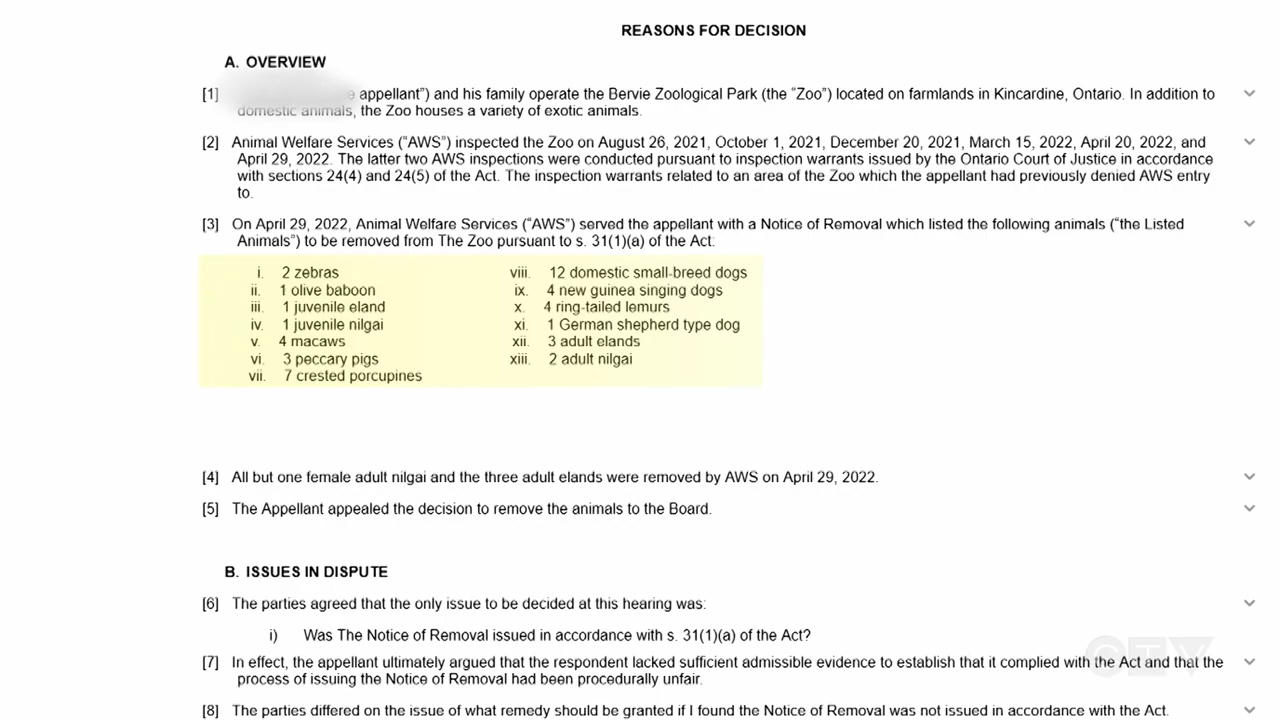 REASONS FOR DECISION
A. OVERVIEW
[1] appellant”) and his family operate the Bervie Zoological Park (the “Zoo”) located on farmlands in Kincardine, Ontario. In addition to
domestic animals, the Zoo houses a variety of exotic animals.
[2] Animal Welfare Services (“AWS”) inspected the Zoo on August 26, 2021, October 1, 2021, December 20, 2021, March 15, 2022, April 20, 2022, and
April 29, 2022. The latter two AWS inspections were conducted pursuant to inspection warrants issued by the Ontario Court of Justice in accordance
with sections 24(4) and 24(5) of the Act. The inspection warrants related to an area of the Zoo which the appellant had previously denied AWS entry
to.
[3] On April 29, 2022, Animal Welfare Services (“AWS”) served the appellant with a Notice of Removal which listed the following animals (“the Listed
Animals”) to be removed from The Zoo pursuant to s. 31(1)(a) of the Act:
i. 2 zebras
ii. 1 olive baboon
iii. 1 juvenile eland
iv. 1 juvenile nilgai
v. 4 macaws
vi. 3 peccary pigs
vii. 7 crested porcupines
viii. 12 domestic small-breed dogs
ix. 4 new guinea singing dogs
x. 4 ring-tailed lemurs
xi. 1 German shepherd type dog
xii. 3 adult elands
xiii. 2 adult nilgai
[4] All but one female adult nilgai and the three adult elands were removed by AWS on April 29, 2022.
[5] The Appellant appealed the decision to remove the animals to the Board.
B. ISSUES IN DISPUTE
[6] The parties agreed that the only issue to be decided at this hearing was:
i) Was The Notice of Removal issued in accordance with s. 31(1)(a) of the Act?
[7] In effect, the appellant ultimately argued that the respondent lacked sufficient admissible evidence to establish that it complied with the Act and that the
process of issuing the Notice of Removal had been procedurally unfair.
[8] The parties differed on the issue of what remedy should be granted if I found the Notice of Removal was not issued in accordance with the Act.
CTV